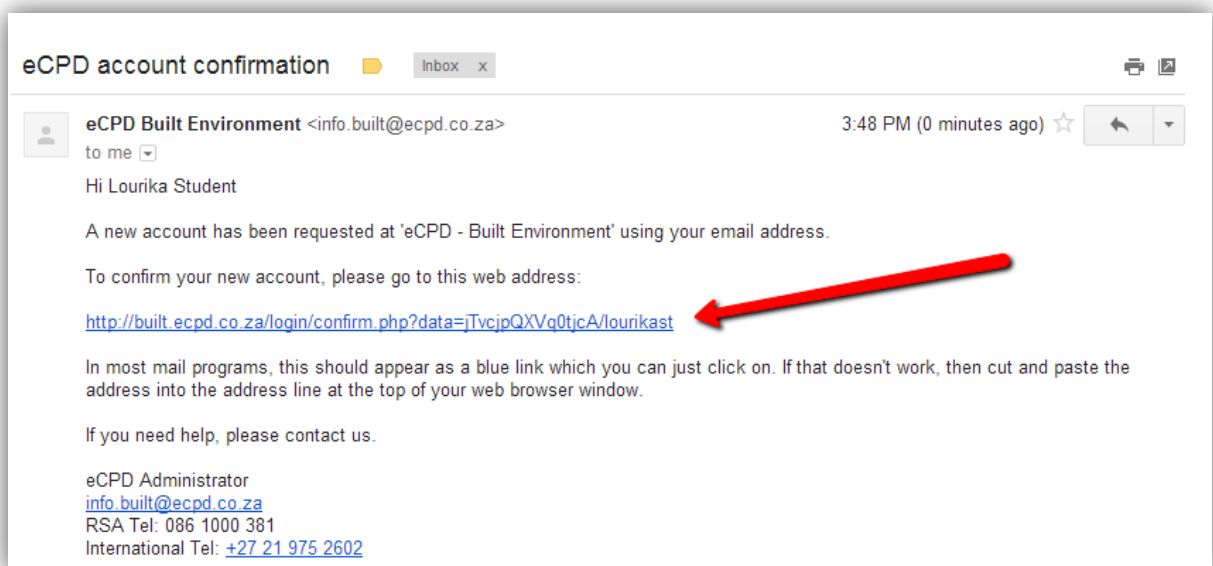 eCPD account confirmation Inbox x
eCPD Built Environment <info.built@ecpd.co.za> 3:48 PM (0 minutes ago)
to me
Hi Lourika Student
A new account has been requested at 'eCPD - Built Environment' using your email address.
To confirm your new account, please go to this web address:
http://built.ecpd.co.za/login/confirm.php?data=jTvcjpQXVq0tjcA/lourikast
In most mail programs, this should appear as a blue link which you can just click on. If that doesn't work, then cut and paste the
address into the address line at the top of your web browser window.
If you need help, please contact us.
eCPD Administrator
info.built@ecpd.co.za
RSA Tel: 086 1000 381
International Tel: +27 21 975 2602